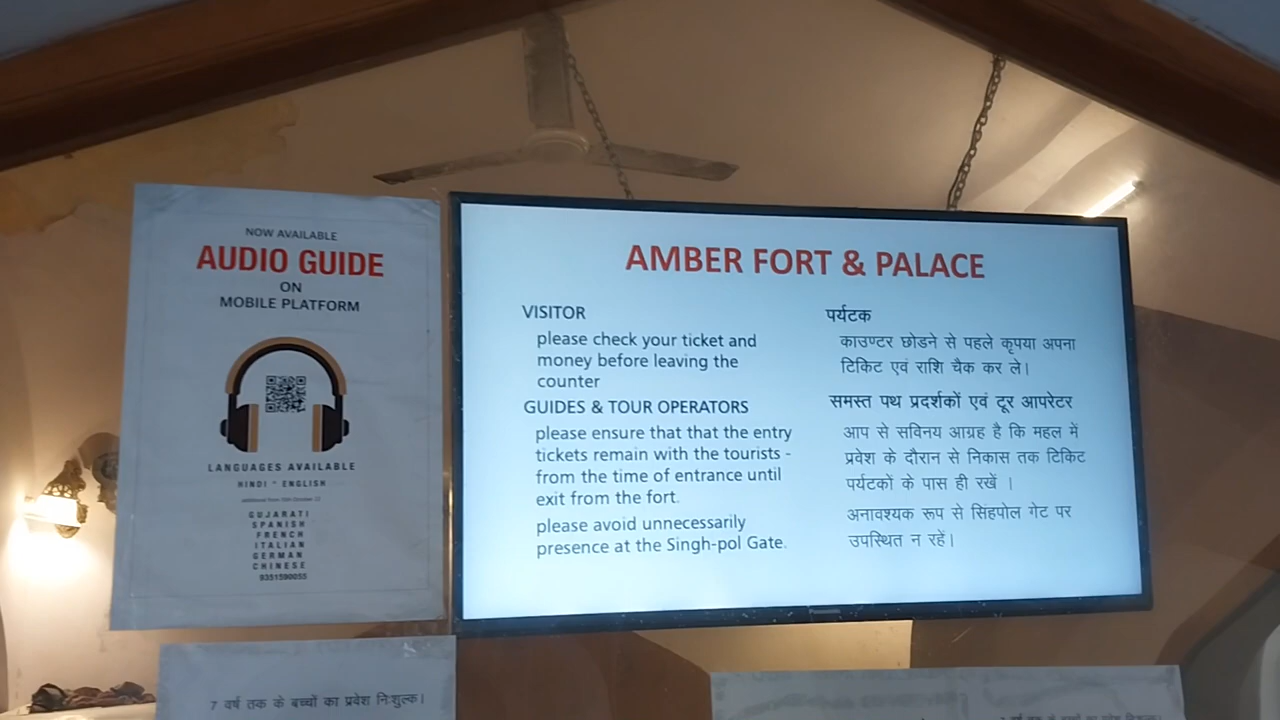 NOW AVAILABLE
AUDIO GUIDE
ON
MOBILE PLATFORM
LANGUAGES AVAILABLE
HINDI * ENGLISH
GUJARATI
SPANISH
FRENCH
ITALIAN
GERMAN
CHINESE
9351590055
AMBER FORT & PALACE
VISITOR
please check your ticket and
money before leaving the
counter
GUIDES & TOUR OPERATORS
please ensure that that the entry
tickets remain with the tourists -
from the time of entrance until
exit from the fort.
please avoid unnecessarily
presence at the Singh-pol Gate.
पर्यटक
काउण्टर छोडने से पहले कृपया अपना
टिकिट एवं राशि चैक कर ले।
समस्त पथ प्रदर्शकों एवं टूर आपरेटर
आप से सविनय आग्रह है कि महल में
प्रवेश के दौरान से निकास तक टिकिट
पर्यटकों के पास ही रखें ।
अनावश्यक रूप से सिंहपोल गेट पर
उपस्थित न रहें।
Panasonic
7 वर्ष तक के बच्चों का प्रवेश निःशुल्क।